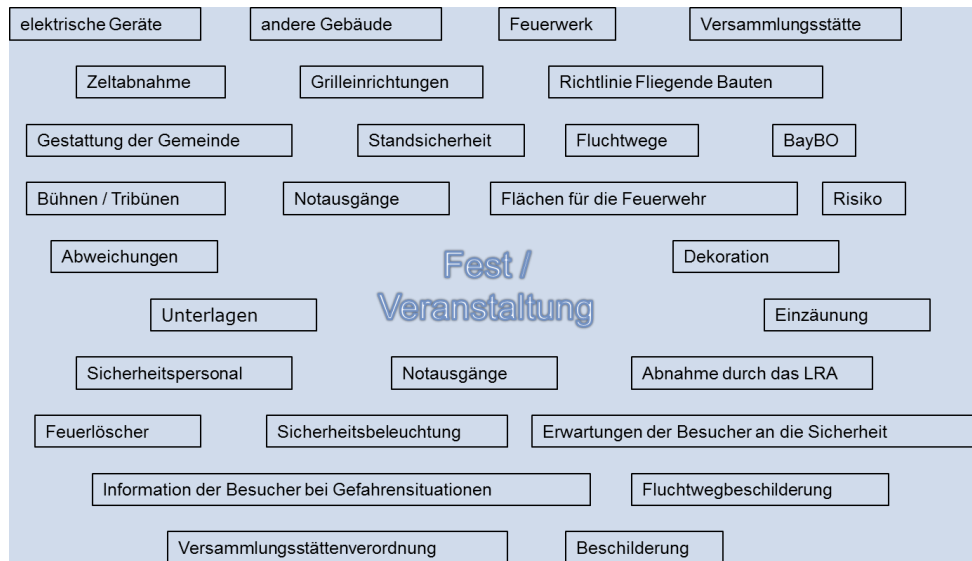 elektrische Geräte
andere Gebäude
Feuerwerk
Versammlungsstätte
Zeltabnahme
Grilleinrichtungen
Richtlinie Fliegende Bauten
Gestattung der Gemeinde
Standsicherheit
Fluchtwege
BayBO
Bühnen / Tribünen
Notausgänge
Flächen für die Feuerwehr
Risiko
Abweichungen
Fest /
Veranstaltung
Dekoration
Unterlagen
Einzäunung
Sicherheitspersonal
Notausgänge
Abnahme durch das LRA
Feuerlöscher
Sicherheitsbeleuchtung
Erwartungen der Besucher an die Sicherheit
Information der Besucher bei Gefahrensituationen
Fluchtwegbeschilderung
Versammlungsstättenverordnung
Beschilderung